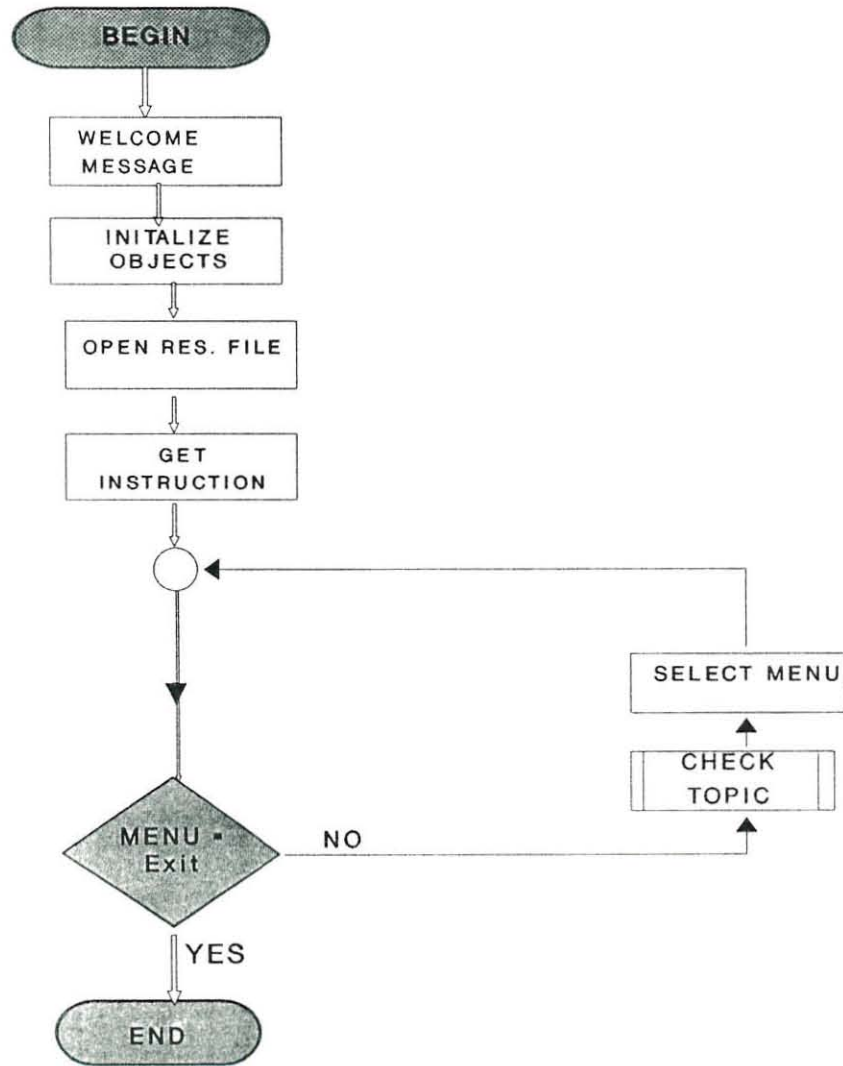 BEGIN
WELCOME
MESSAGE
INITALIZE
OBJECTS
OPEN RES. FILE
GET
INSTRUCTION
SELECT MENU
CHECK
TOPIC
MENU =
Exit
NO
YES
END